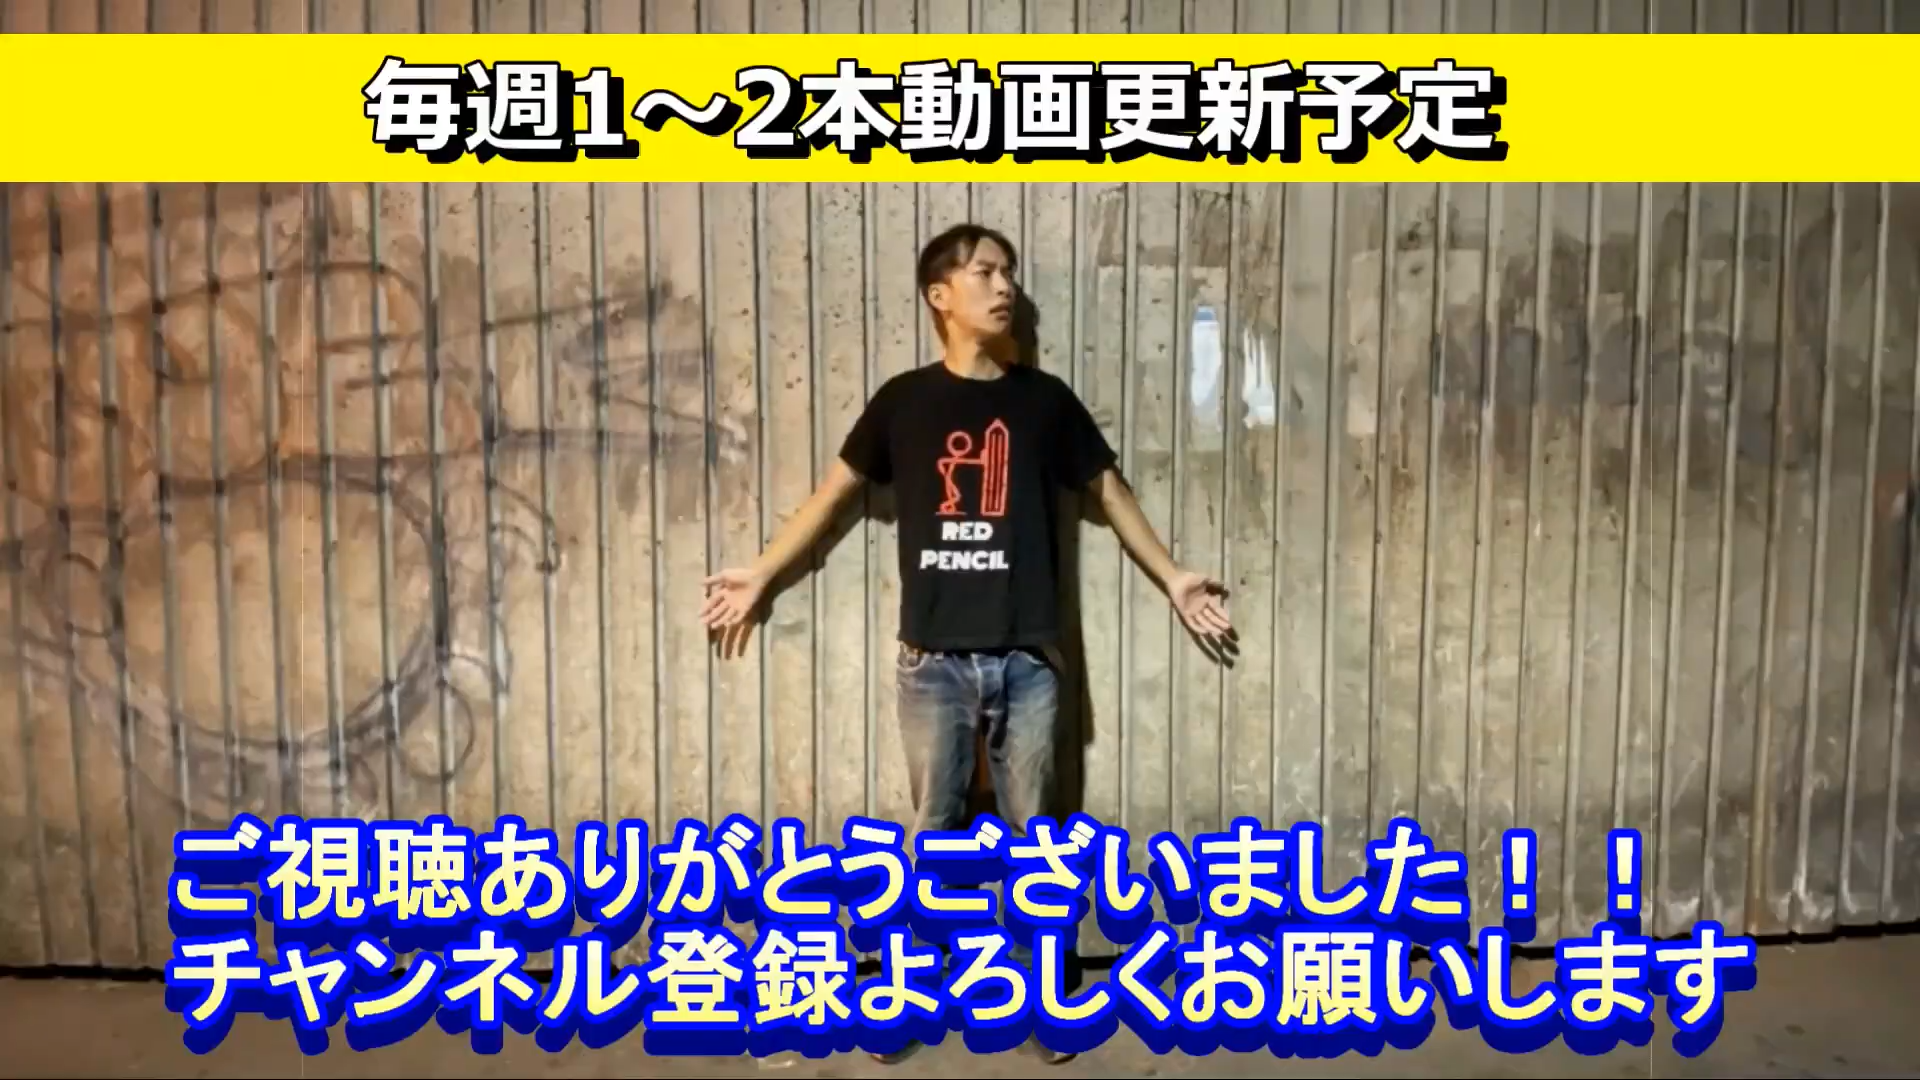 毎週1～2本動画更新予定
RED
PENCIL
ご視聴ありがとうございました！！
チャンネル登録よろしくお願いします